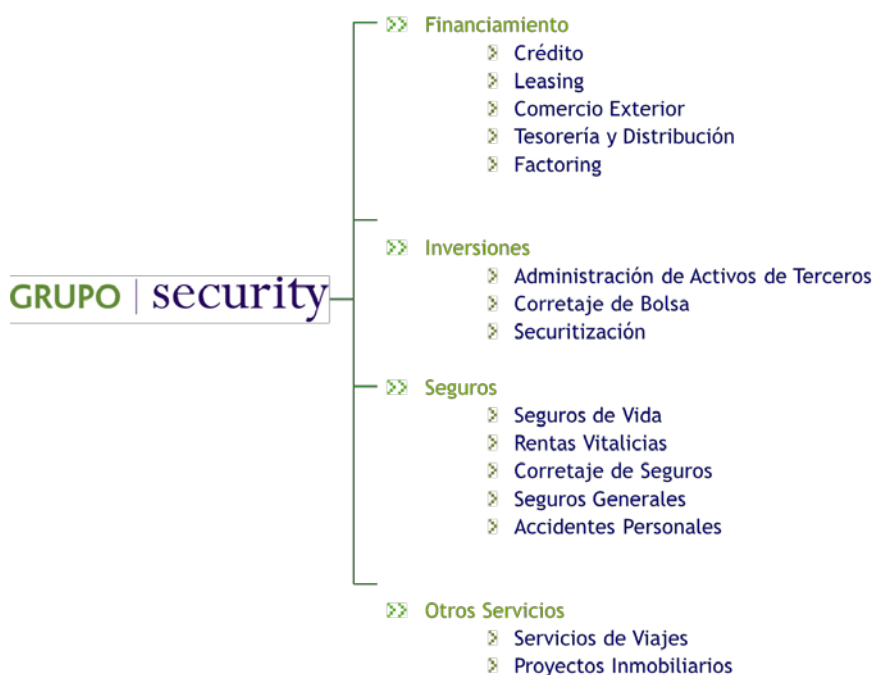 Financiamiento
Crédito
Leasing
Comercio Exterior
Tesorería y Distribución
Factoring
Inversiones
Administración de Activos de Terceros
Corretaje de Bolsa
Securitización
GRUPO | security
Seguros
Seguros de Vida
Rentas Vitalicias
Corretaje de Seguros
Seguros Generales
Accidentes Personales
Otros Servicios
Servicios de Viajes
Proyectos Inmobiliarios